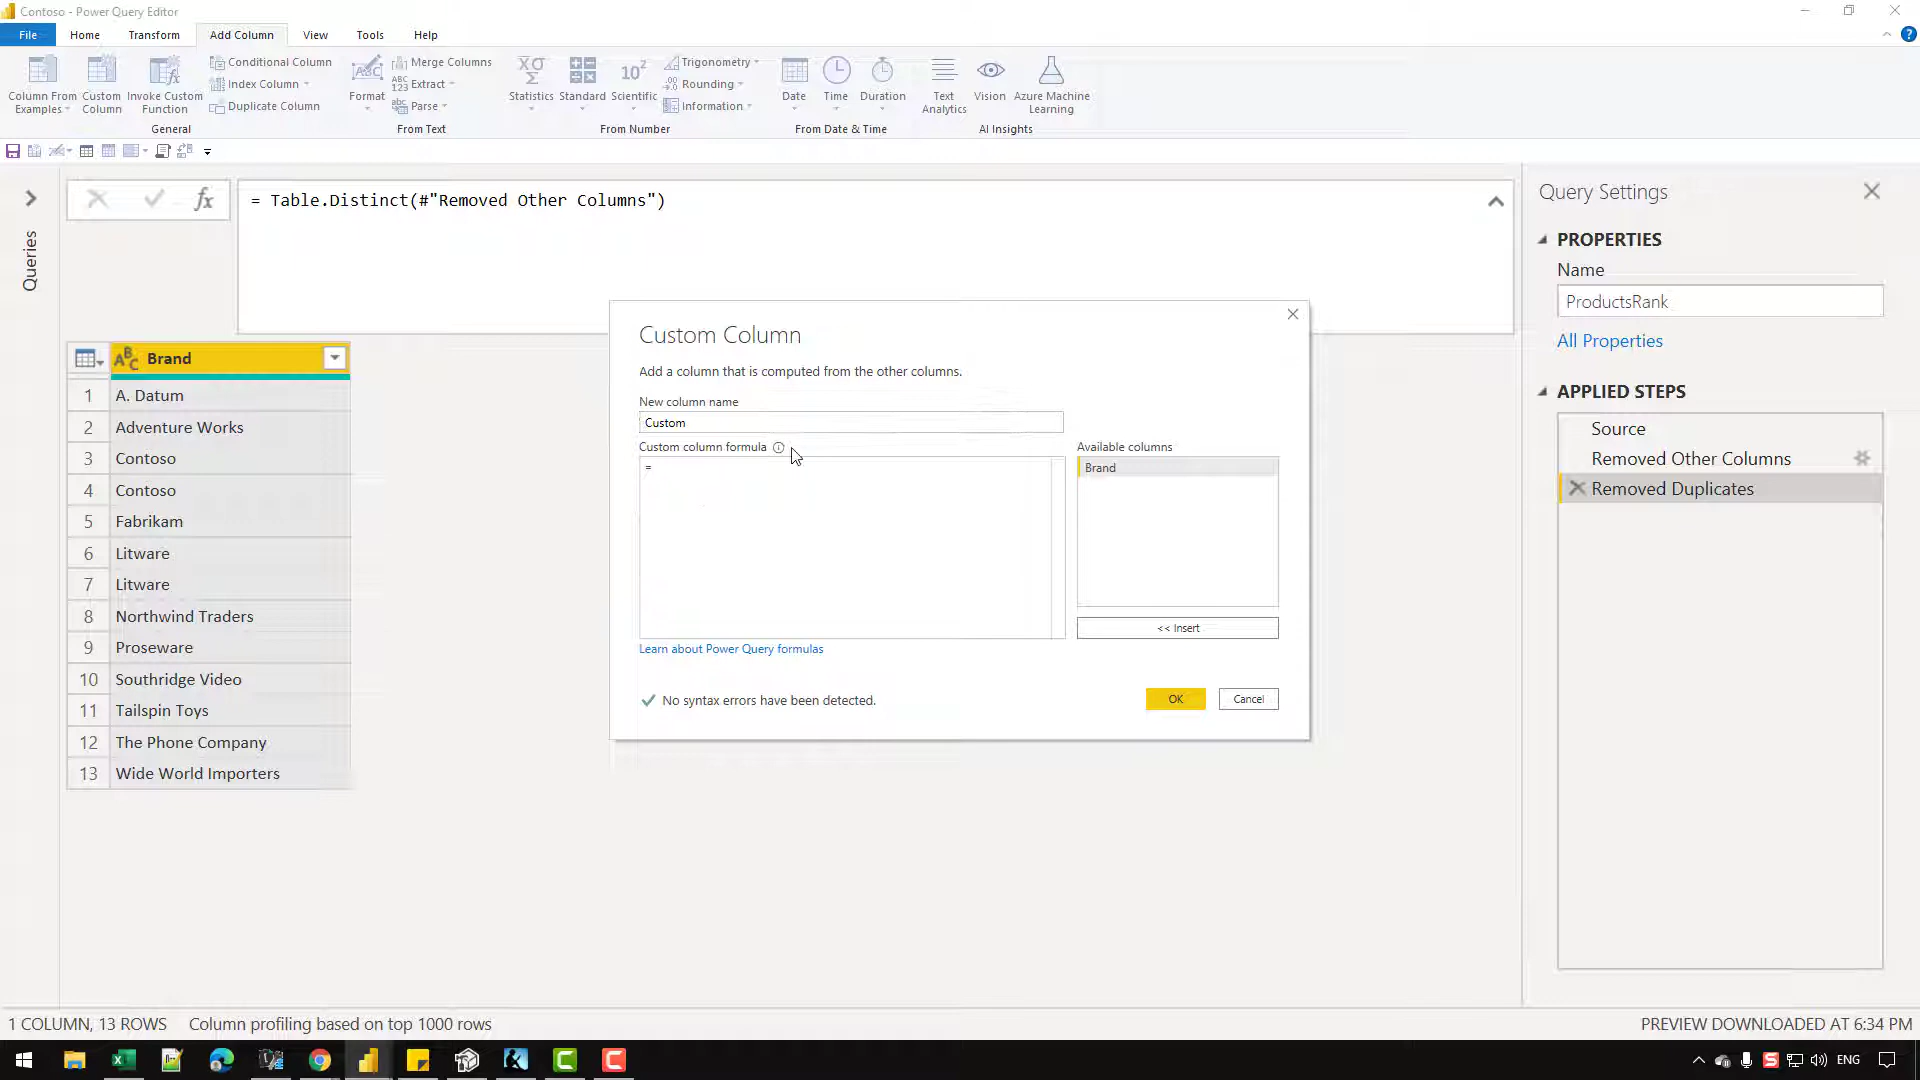 Contoso - Power Query Editor
File Home Transform Add Column View Tools Help
Column From Examples
Custom Column
Invoke Custom Function
Conditional Column
Index Column
Duplicate Column
General
Format
Merge Columns
Extract
Parse
From Text
Statistics
Standard
Scientific
Trigonometry
Rounding
Information
From Number
Date
Time
Duration
From Date & Time
Text Analytics
Vision
Azure Machine Learning
AI Insights
Queries
fx
= Table.Distinct(#"Removed Other Columns")
Brand
1 A. Datum
2 Adventure Works
3 Contoso
4 Contoso
5 Fabrikam
6 Litware
7 Litware
8 Northwind Traders
9 Proseware
10 Southridge Video
11 Tailspin Toys
12 The Phone Company
13 Wide World Importers
Custom Column
Add a column that is computed from the other columns.
New column name
Custom
Custom column formula
=
Available columns
Brand
<< Insert
Learn about Power Query formulas
No syntax errors have been detected.
OK
Cancel
Query Settings
PROPERTIES
Name
ProductsRank
All Properties
APPLIED STEPS
Source
Removed Other Columns
Removed Duplicates
1 COLUMN, 13 ROWS Column profiling based on top 1000 rows
PREVIEW DOWNLOADED AT 6:34 PM
ENG